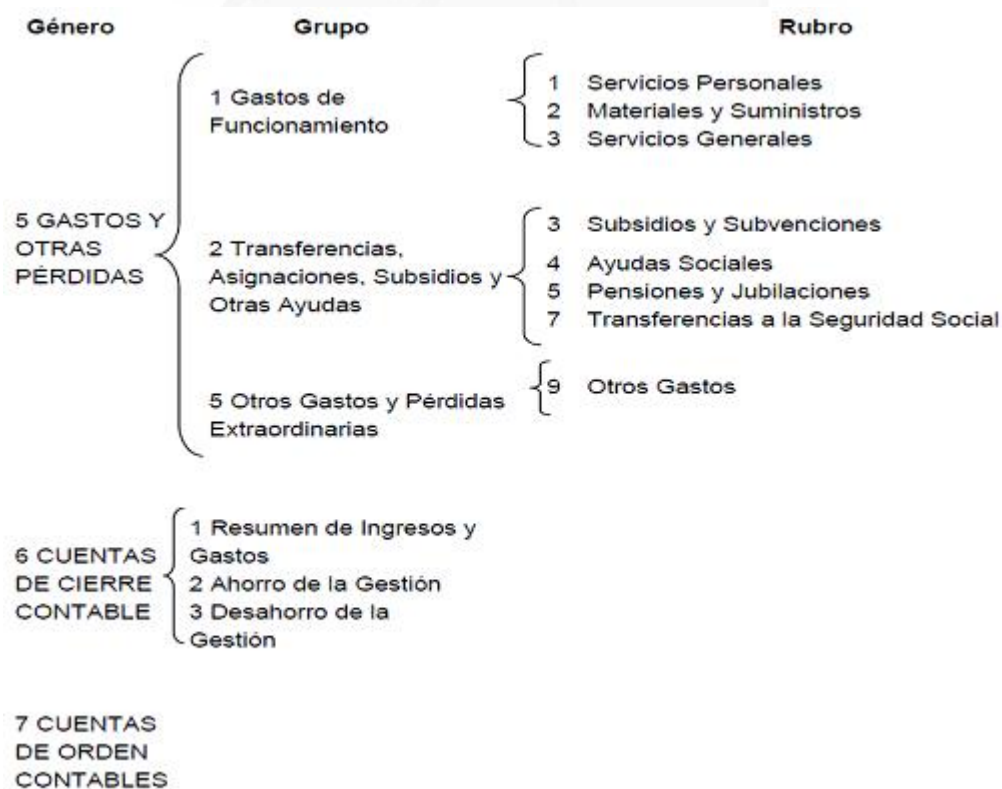 Género Grupo Rubro
1 Gastos de
Funcionamiento
1 Servicios Personales
2 Materiales y Suministros
3 Servicios Generales
5 GASTOS Y
OTRAS
PÉRDIDAS
2 Transferencias,
Asignaciones, Subsidios y
Otras Ayudas
3 Subsidios y Subvenciones
4 Ayudas Sociales
5 Pensiones y Jubilaciones
7 Transferencias a la Seguridad Social
5 Otros Gastos y Pérdidas
Extraordinarias
9 Otros Gastos
6 CUENTAS
DE CIERRE
CONTABLE
1 Resumen de Ingresos y
Gastos
2 Ahorro de la Gestión
3 Desahorro de la
Gestión
7 CUENTAS
DE ORDEN
CONTABLES